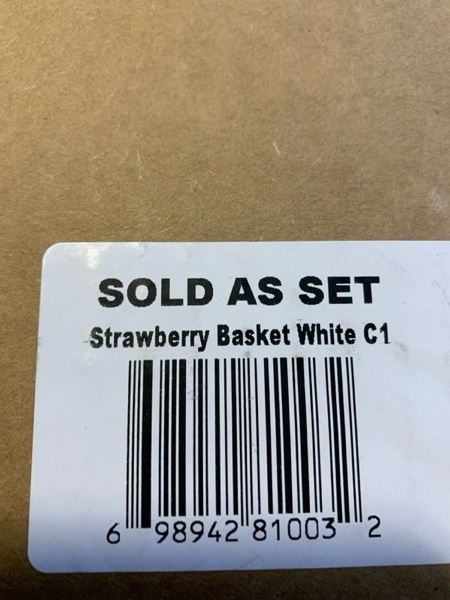 SOLD AS SET
Strawberry Basket White C1
6 98942 81003 2